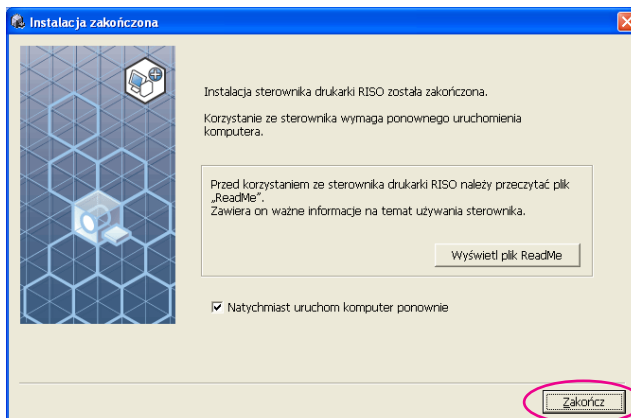 Instalacja zakończona
Instalacja sterownika drukarki RISO została zakończona.
Korzystanie ze sterownika wymaga ponownego uruchomienia
komputera.
Przed korzystaniem ze sterownika drukarki RISO należy przeczytać plik
„ReadMe”.
Zawiera on ważne informacje na temat używania sterownika.
Wyświetl plik ReadMe
Natychmiast uruchom komputer ponownie
Zakończ